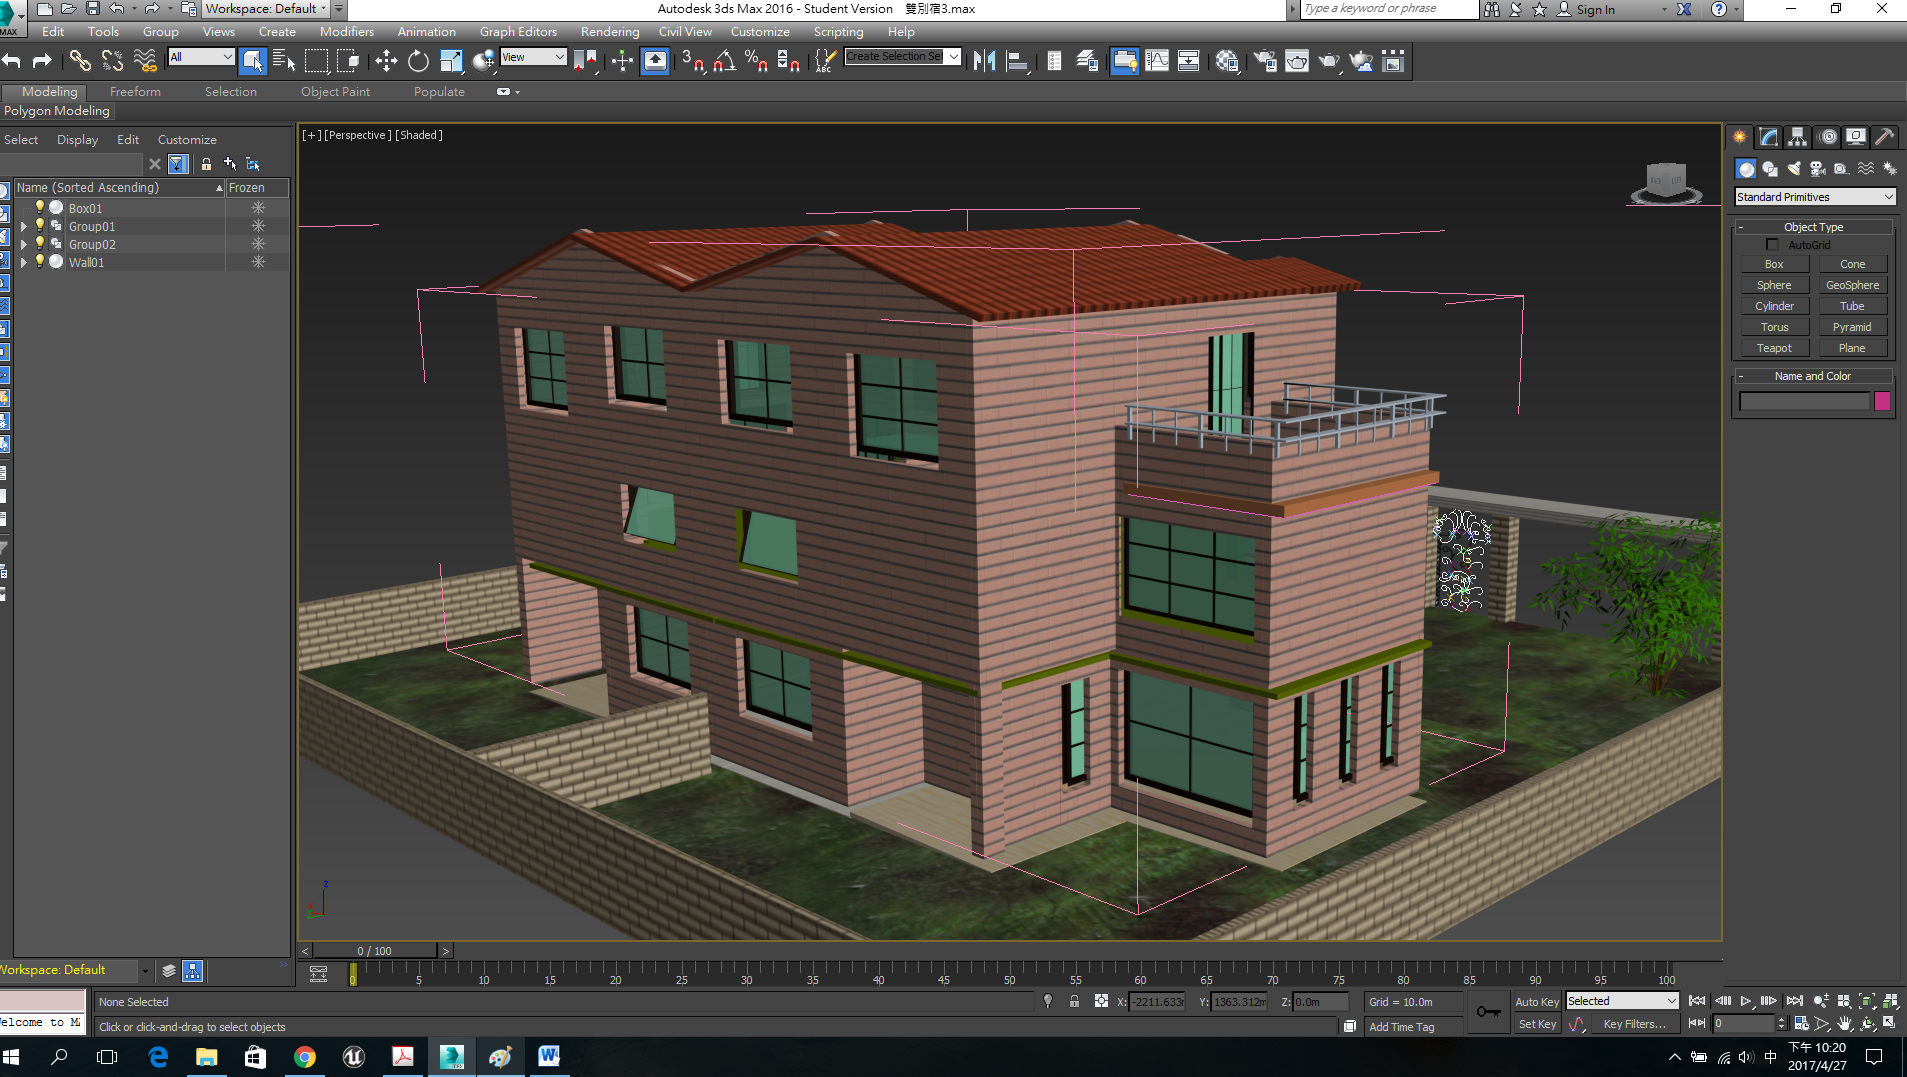 Workspace: Default
Autodesk 3ds Max 2016 - Student Version 雙別宿3.max
Type a keyword or phrase
Sign In
MAX
Edit Tools Group Views Create Modifiers Animation Graph Editors Rendering Civil View Customize Scripting Help
All
View
3
ABC
Create Selection Se
Modeling Freeform Selection Object Paint Populate
Polygon Modeling
Select Display Edit Customize
Name (Sorted Ascending) Frozen
Box01
Group01
Group02
Wall01
[+] [Perspective] [Shaded]
Standard Primitives
- Object Type
AutoGrid
Box Cone
Sphere GeoSphere
Cylinder Tube
Torus Pyramid
Teapot Plane
- Name and Color
z
< 0 / 100 >
Workspace: Default
0 5 10 15 20 25 30 35 40 45 50 55 60 65 70 75 80 85 90 95 100
None Selected
X: -2211.633m Y: 1363.312m Z: 0.0m
Grid = 10.0m
Auto Key Selected
Welcome to M
Click or click-and-drag to select objects
Add Time Tag
Set Key Key Filters...
0
中
下午 10:20
2017/4/27